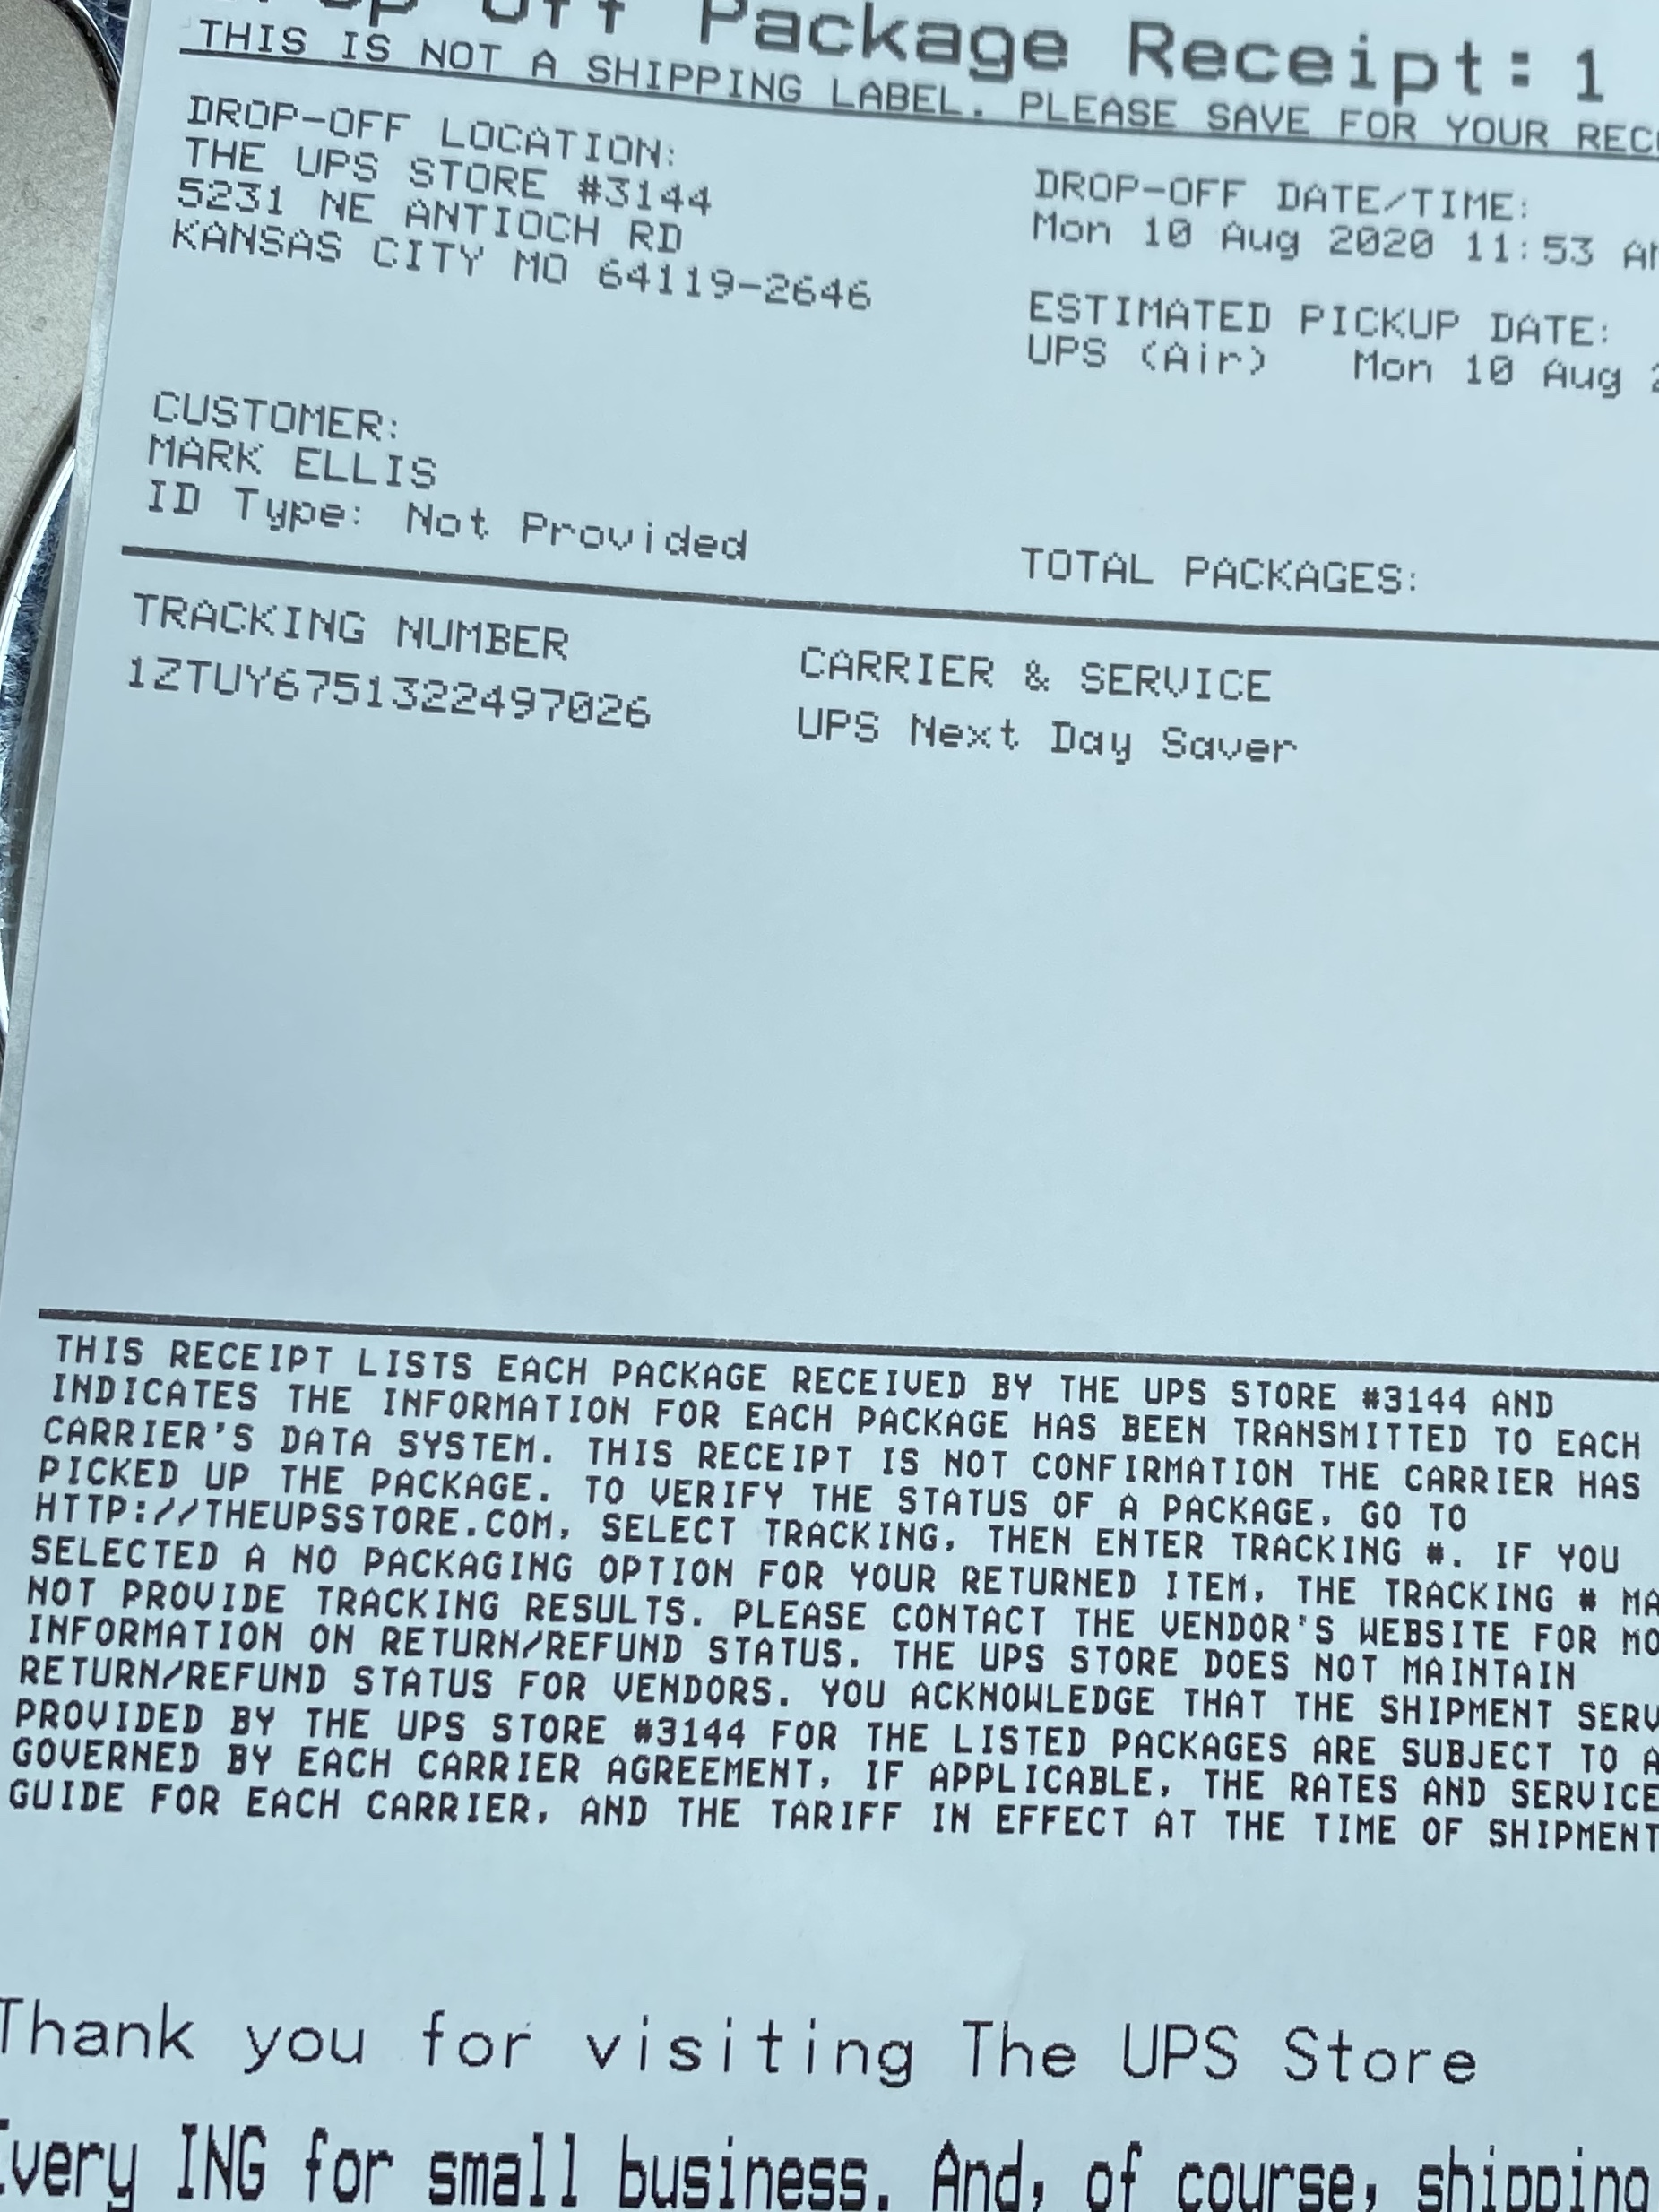 Off Package Receipt: 1
THIS IS NOT A SHIPPING LABEL. PLEASE SAVE FOR YOUR
DROP-OFF LOCATION:
THE UPS STORE #3144
5231 NE ANTIOCH RD
KANSAS CITY MO 64119-2646
DROP-OFF DATE/TIME:
Mon 10 Aug 2020 11:53
ESTIMATED PICKUP DATE:
UPS (Air) Mon 10 Aug
CUSTOMER:
MARK ELLIS
ID Type: Not Provided
TOTAL PACKAGES:
TRACKING NUMBER
1ZTUY6751322497026
CARRIER & SERVICE
UPS Next Day Saver
THIS RECEIPT LISTS EACH PACKAGE RECEIVED BY THE UPS STORE #3144 AND
INDICATES THE INFORMATION FOR EACH PACKAGE HAS BEEN TRANSMITTED TO EACH
CARRIER'S DATA SYSTEM. THIS RECEIPT IS NOT CONFIRMATION THE CARRIER HAS
PICKED UP THE PACKAGE. TO VERIFY THE STATUS OF A PACKAGE, GO TO
HTTP://THEUPSSTORE.COM, SELECT TRACKING, THEN ENTER TRACKING #. IF YOU
SELECTED A NO PACKAGING OPTION FOR YOUR RETURNED ITEM, THE TRACKING #
NOT PROVIDE TRACKING RESULTS. PLEASE CONTACT THE VENDOR'S WEBSITE FOR
INFORMATION ON RETURN/REFUND STATUS. THE UPS STORE DOES NOT MAINTAIN
RETURN/REFUND STATUS FOR VENDORS. YOU ACKNOWLEDGE THAT THE SHIPMENT
PROVIDED BY THE UPS STORE #3144 FOR THE LISTED PACKAGES ARE SUBJECT TO
GOVERNED BY EACH CARRIER AGREEMENT, IF APPLICABLE, THE RATES AND SERVICE
GUIDE FOR EACH CARRIER, AND THE TARIFF IN EFFECT AT THE TIME OF SHIPMENT
Thank you for visiting The UPS Store
Every ING for small business. And, of course, shipping